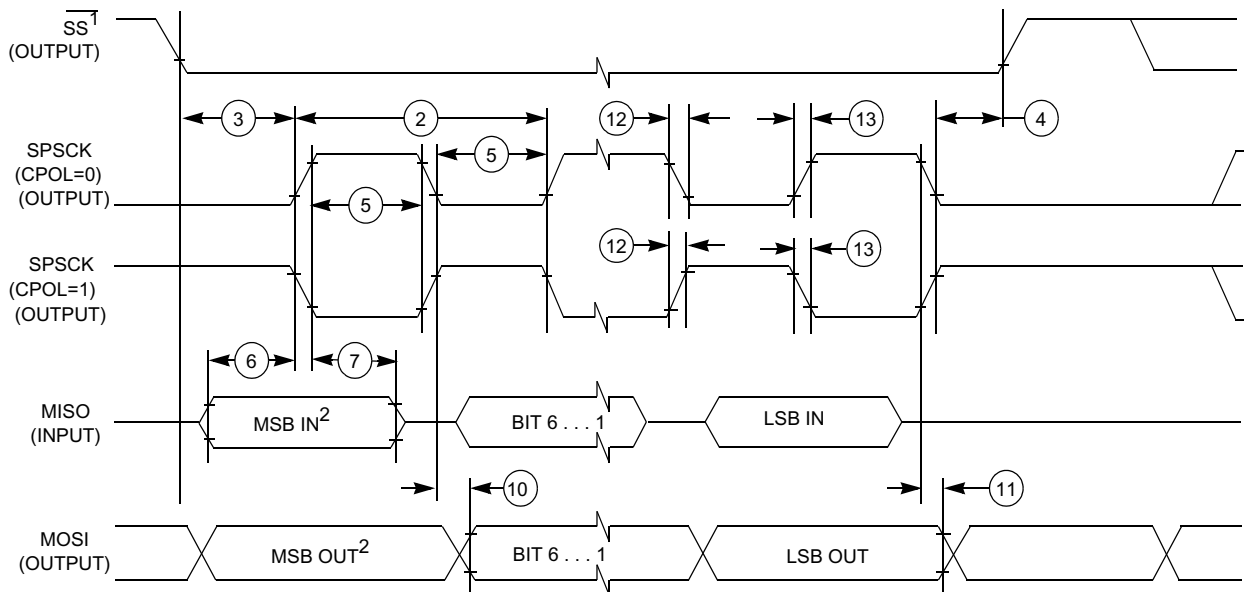 SS1
(OUTPUT)
3
2
12
13
4
SPSCK
(CPOL=0)
(OUTPUT)
5
5
12
13
SPSCK
(CPOL=1)
(OUTPUT)
6
7
MISO
(INPUT)
MSB IN2
BIT 6 . . . 1
LSB IN
10
11
MOSI
(OUTPUT)
MSB OUT2
BIT 6 . . . 1
LSB OUT